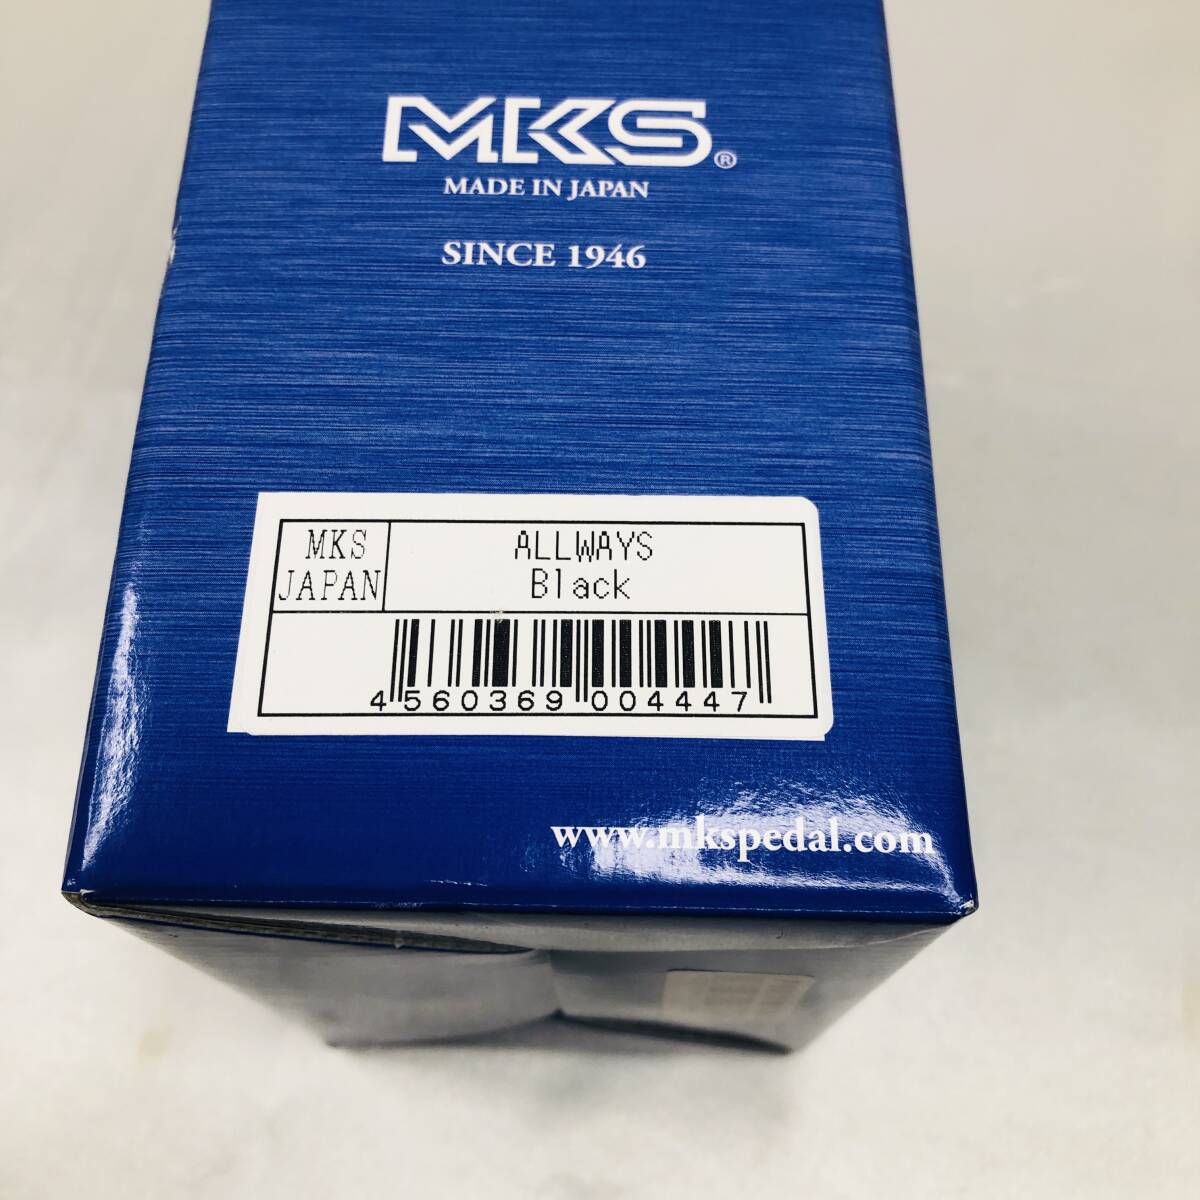 MKS®
MADE IN JAPAN
SINCE 1946
MKS
JAPAN
ALLWAYS
Black
4 560369 004447
www.mkspedal.com